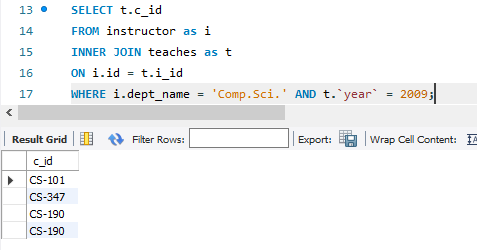 13 SELECT t.c_id
14 FROM instructor as i
15 INNER JOIN teaches as t
16 ON i.id = t.i_id
17 WHERE i.dept_name = 'Comp.Sci.' AND t.`year` = 2009;
Result Grid Filter Rows: Export: Wrap Cell Content:
c_id
CS-101
CS-347
CS-190
CS-190